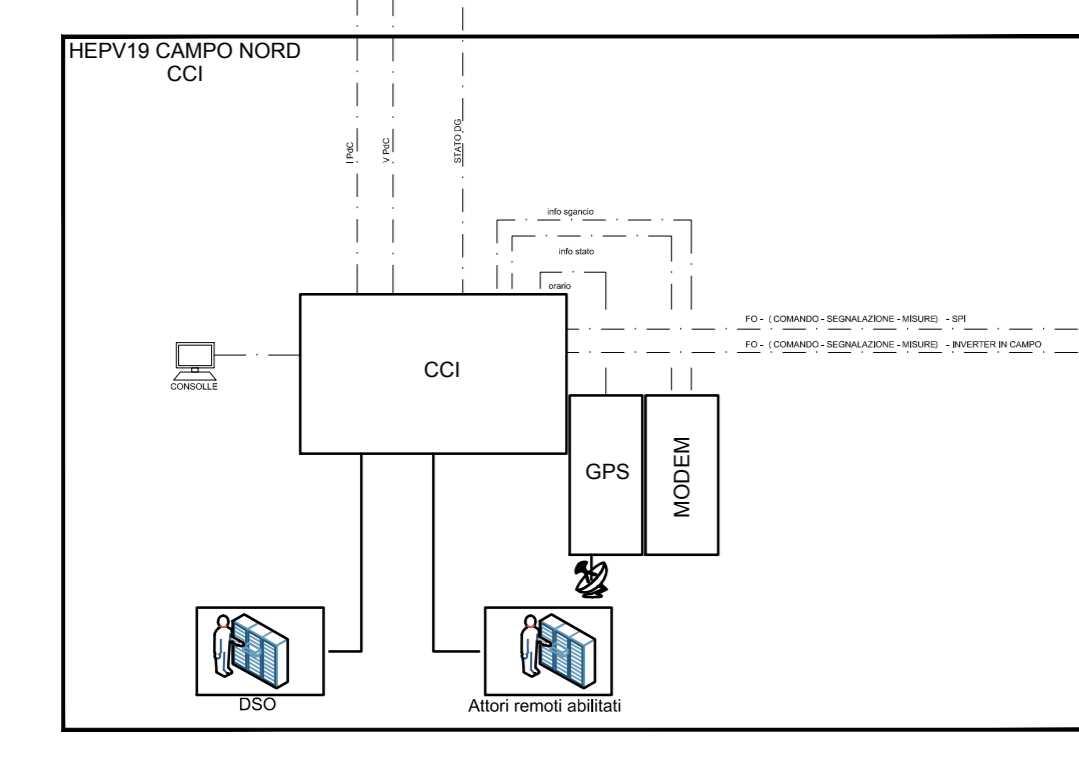 HEPV19 CAMPO NORD
CCI
I PdC
V PdC
STATO DG
info sgancio
info stato
orario
FO - ( COMANDO - SEGNALAZIONE - MISURE) - SPI
FO - ( COMANDO - SEGNALAZIONE - MISURE) - INVERTER IN CAMPO
CCI
CONSOLLE
GPS
MODEM
DSO
Attori remoti abilitati